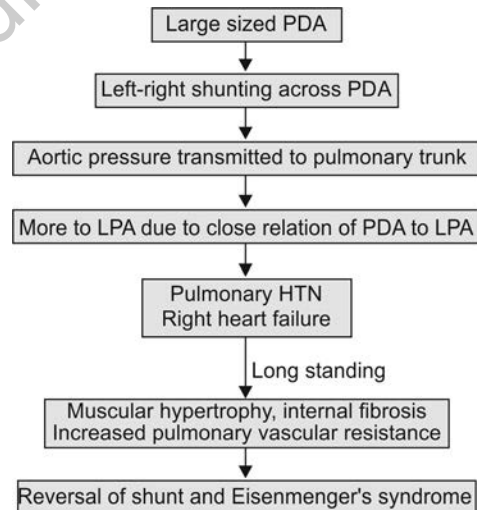 Large sized PDA
Left-right shunting across PDA
Aortic pressure transmitted to pulmonary trunk
More to LPA due to close relation of PDA to LPA
Pulmonary HTN
Right heart failure
Long standing
Muscular hypertrophy, internal fibrosis
Increased pulmonary vascular resistance
Reversal of shunt and Eisenmenger's syndrome